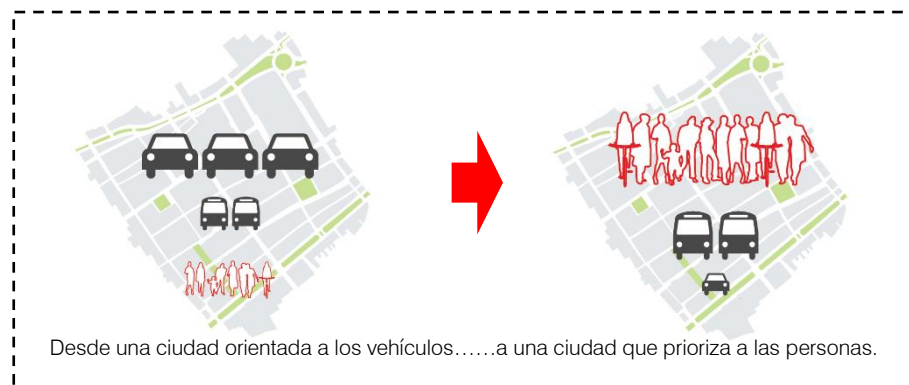 Desde una ciudad orientada a los vehículos……a una ciudad que prioriza a las personas.